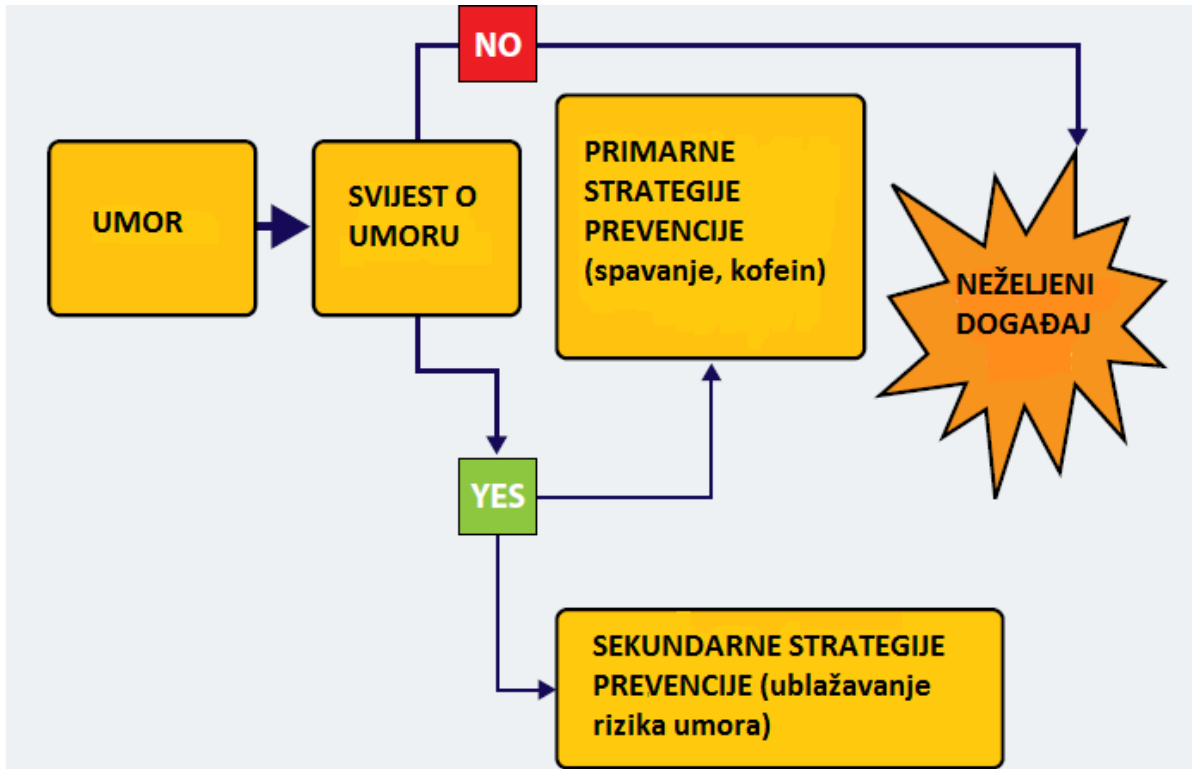 NO
UMOR
SVIJEST O
UMORU
PRIMARNE
STRATEGIJE
PREVENCIJE
(spavanje, kofein)
NEŽELJENI
DOGAĐAJ
YES
SEKUNDARNE STRATEGIJE
PREVENCIJE (ublažavanje
rizika umora)